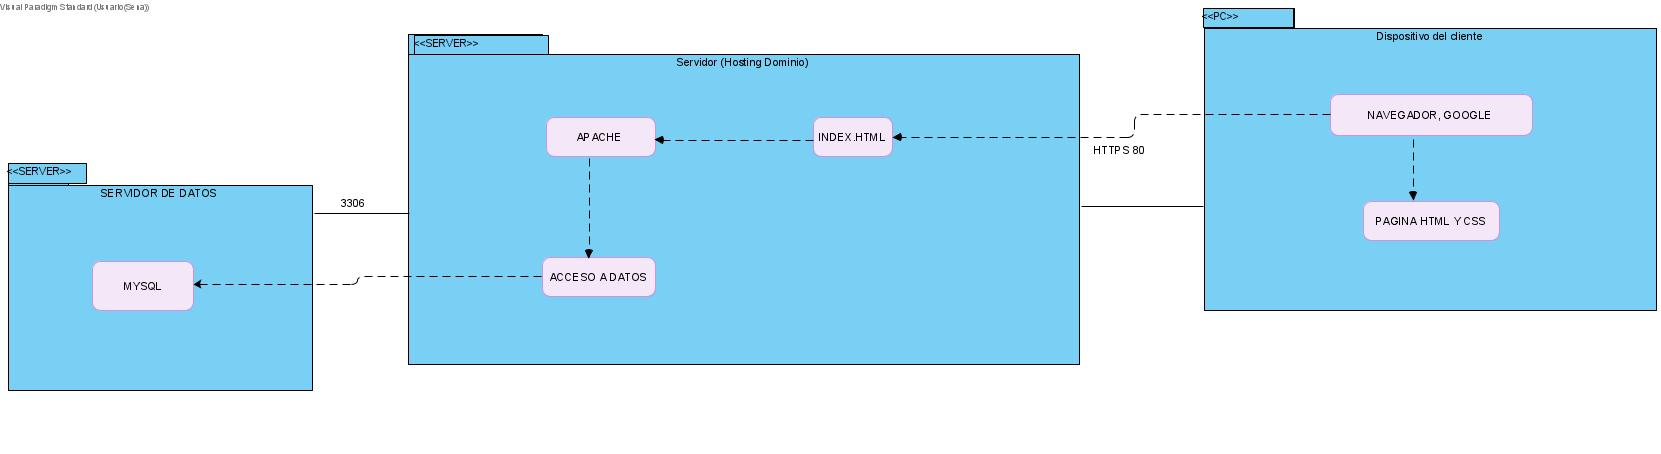 Visual Paradigm Standard (Usuario(Sena))
<<PC>>
Dispositivo del cliente
<<SERVER>>
Servidor (Hosting Dominio)
NAVEGADOR, GOOGLE
APACHE
INDEX.HTML
HTTPS 80
<<SERVER>>
SERVIDOR DE DATOS
3306
PAGINA HTML Y CSS
ACCESO A DATOS
MYSQL